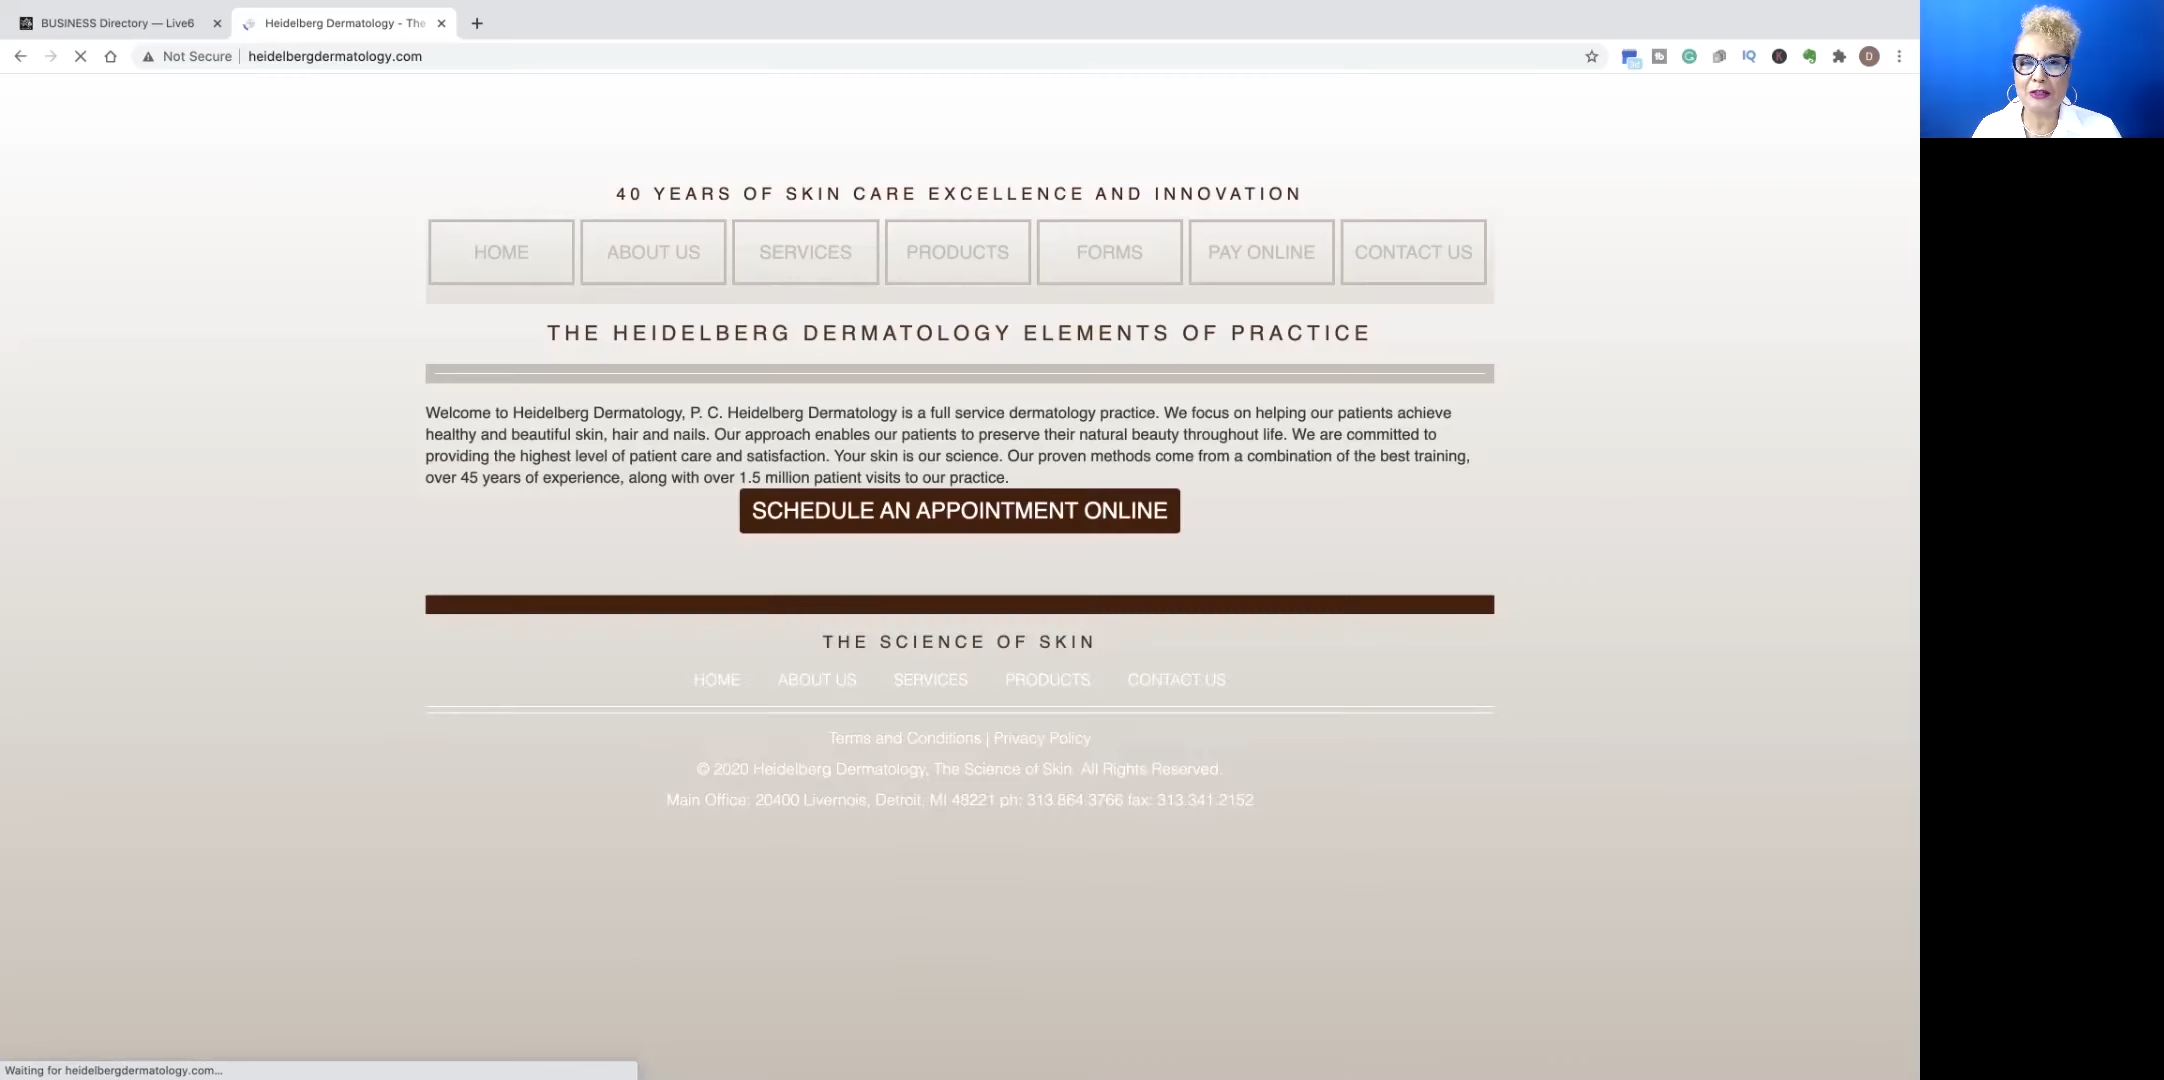 BUSINESS Directory — Live6
Heidelberg Dermatology - The
Not Secure
heidelbergdermatology.com
IQ
D
40 YEARS OF SKIN CARE EXCELLENCE AND INNOVATION
HOME ABOUT US SERVICES PRODUCTS FORMS PAY ONLINE CONTACT US
THE HEIDELBERG DERMATOLOGY ELEMENTS OF PRACTICE
Welcome to Heidelberg Dermatology, P. C. Heidelberg Dermatology is a full service dermatology practice. We focus on helping our patients achieve
healthy and beautiful skin, hair and nails. Our approach enables our patients to preserve their natural beauty throughout life. We are committed to
providing the highest level of patient care and satisfaction. Your skin is our science. Our proven methods come from a combination of the best training,
over 45 years of experience, along with over 1.5 million patient visits to our practice.
SCHEDULE AN APPOINTMENT ONLINE
THE SCIENCE OF SKIN
HOME ABOUT US SERVICES PRODUCTS CONTACT US
Terms and Conditions | Privacy Policy
© 2020 Heidelberg Dermatology, The Science of Skin. All Rights Reserved.
Main Office: 20400 Livernois, Detroit, MI 48221 ph: 313.864.3766 fax: 313.341.2152
Waiting for heidelbergdermatology.com...